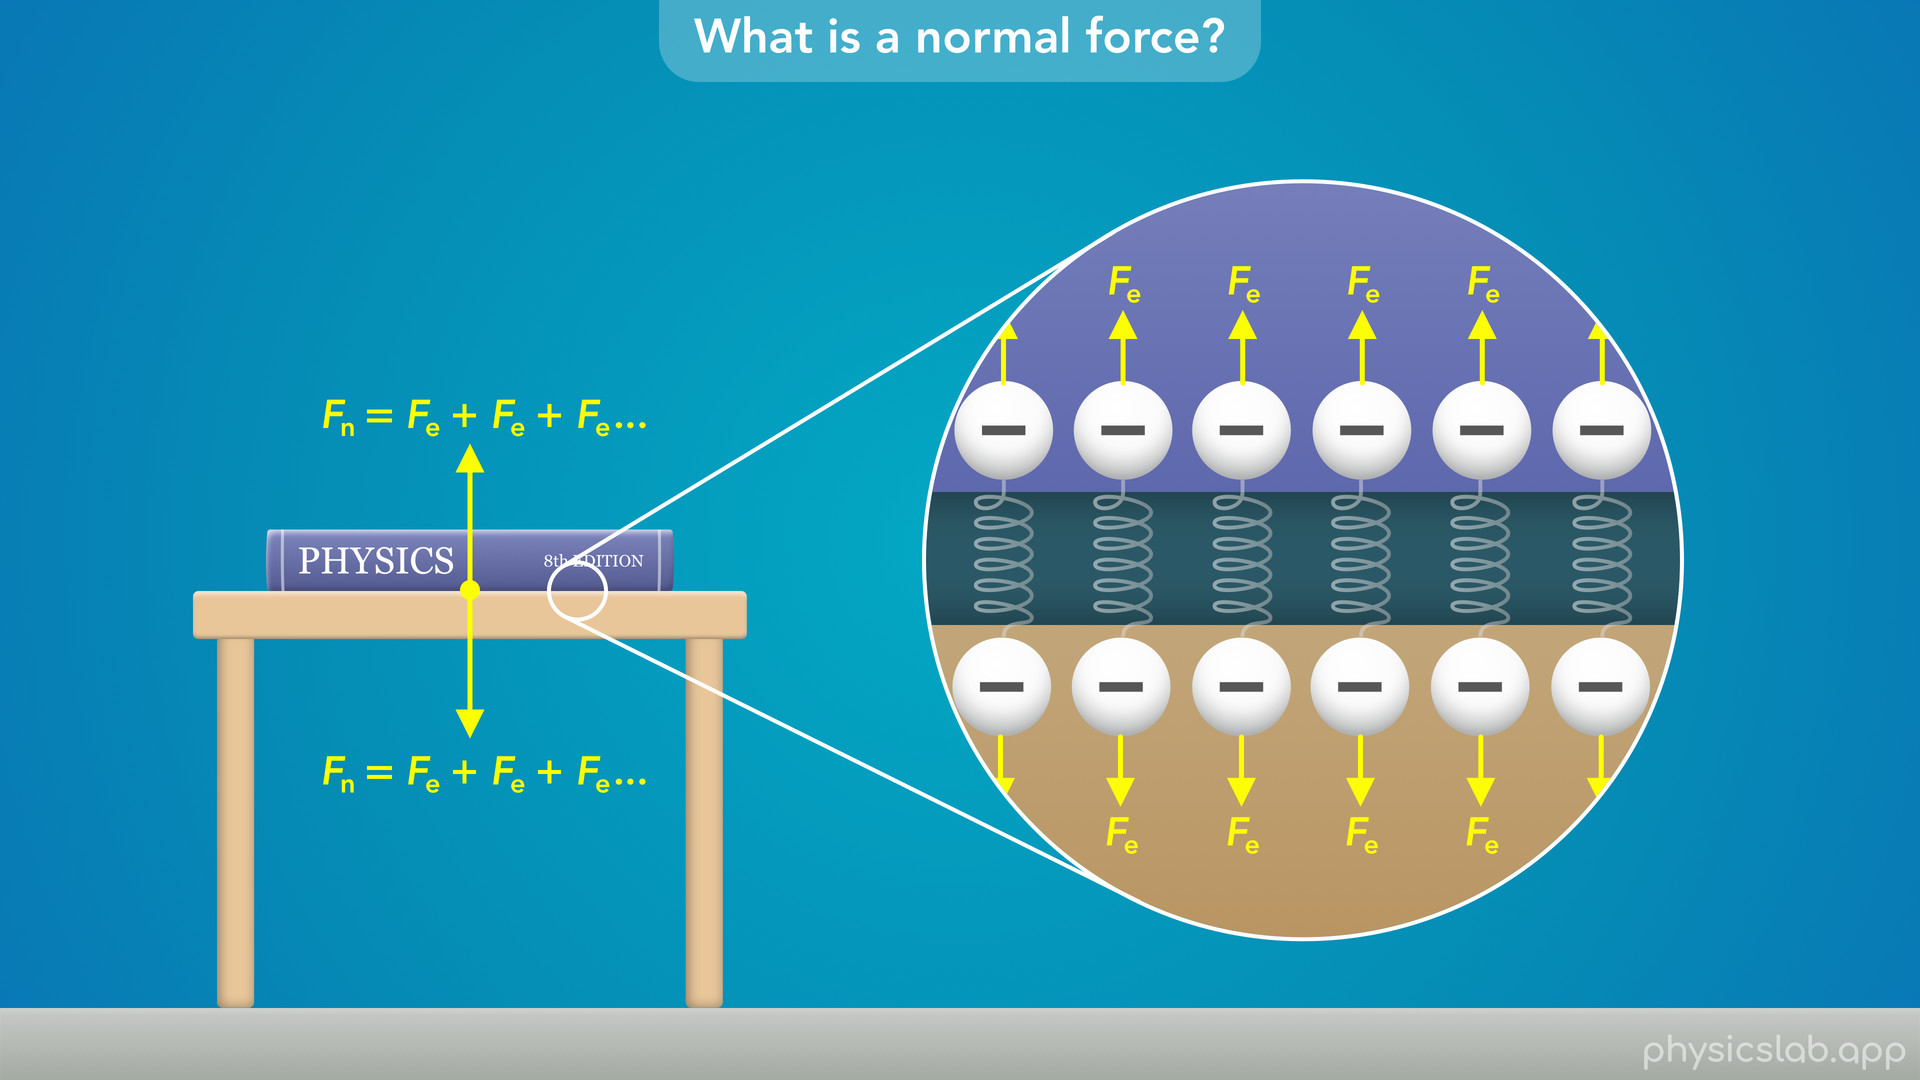 What is a normal force?
Fn = Fe + Fe + Fe...
PHYSICS 8th EDITION
Fn = Fe + Fe + Fe...
Fe Fe Fe Fe
− − − − − −
− − − − − −
Fe Fe Fe Fe
physicslab.app